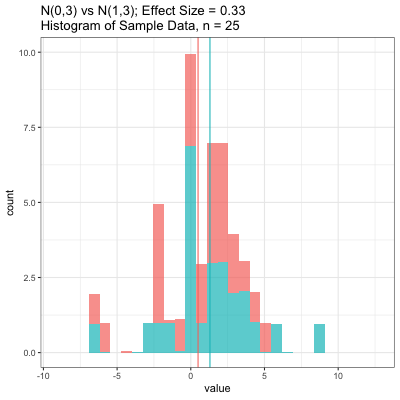 N(0,3) vs N(1,3); Effect Size = 0.33
Histogram of Sample Data, n = 25
10.0
7.5
5.0
2.5
0.0
count
-10 -5 0 5 10
value